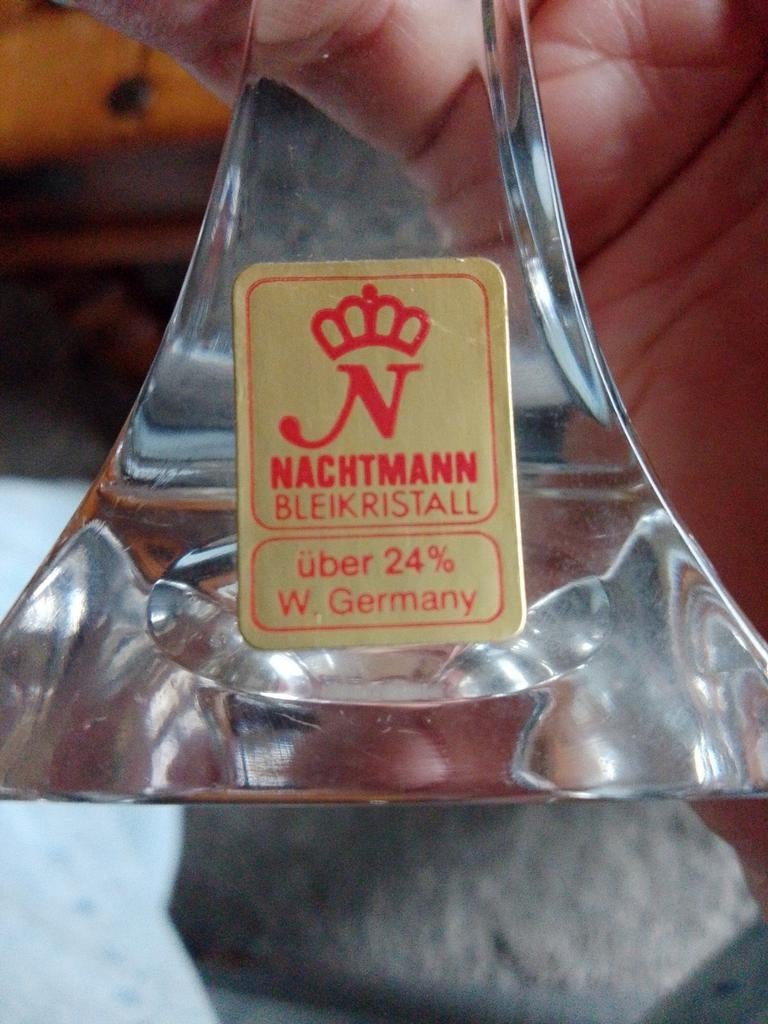 N
NACHTMANN
BLEIKRISTALL
über 24%
W. Germany